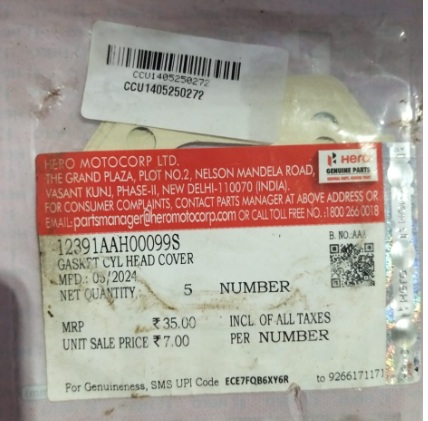 CCU1405250272
CCU1405250272
HERO MOTOCORP LTD.
THE GRAND PLAZA, PLOT NO.2, NELSON MANDELA ROAD,
VASANT KUNJ, PHASE-II, NEW DELHI-110070 (INDIA).
FOR CONSUMER COMPLAINTS, CONTACT PARTS MANAGER AT ABOVE ADDRESS OR
EMAIL-partsmanager@heromotocorp.com OR CALL TOLL FREE NO. :1800 266 0018
Hero
GENUINE PARTS
12391AAH00099S
B. NO.:AAA
GASKET CYL HEAD COVER
MFD : 05/2024
NET QUANTITY 5 NUMBER
MRP ₹ 35.00 INCL. OF ALL TAXES
UNIT SALE PRICE ₹ 7.00 PER NUMBER
For Genuineness, SMS UPI Code ECE7FQB6XY6R to 9266171171